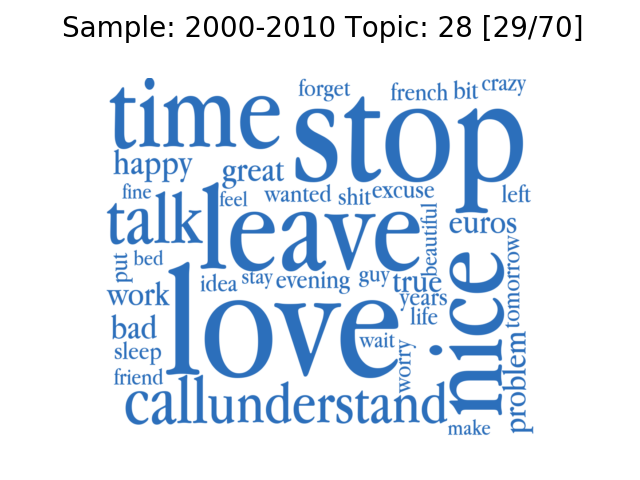 Sample: 2000-2010 Topic: 28 [29/70]
time
stop
forget
french
bit
crazy
happy
great
fine
feel
wanted
shit
excuse
left
talk
leave
beautiful
euros
put
bed
idea
stay
evening
guy
true
tomorrow
work
love
years
life
nice
bad
sleep
wait
worry
problem
friend
call
understand
make